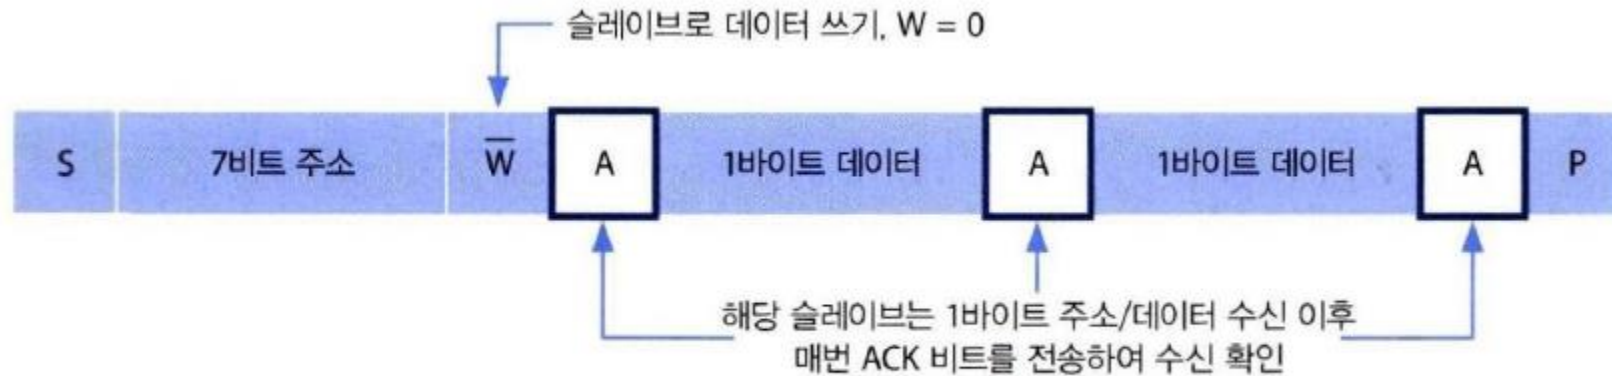 슬레이브로 데이터 쓰기, W = 0
S 7비트 주소 W̅ A 1바이트 데이터 A 1바이트 데이터 A P
해당 슬레이브는 1바이트 주소/데이터 수신 이후
매번 ACK 비트를 전송하여 수신 확인